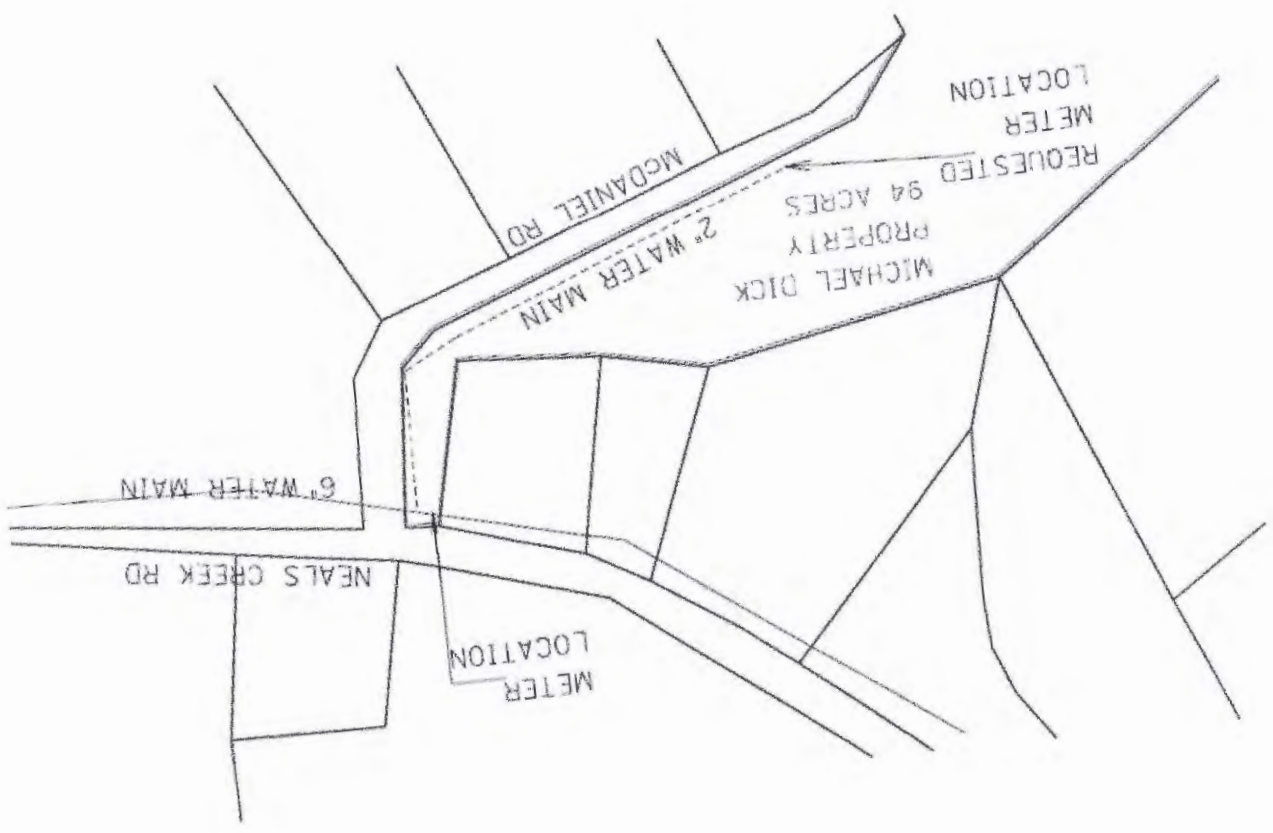 METER
LOCATION
NEALS CREEK RD
6" WATER MAIN
MICHAEL DICK
PROPERTY
94 ACRES
2" WATER MAIN
REQUESTED
METER
LOCATION
McDANIEL RD